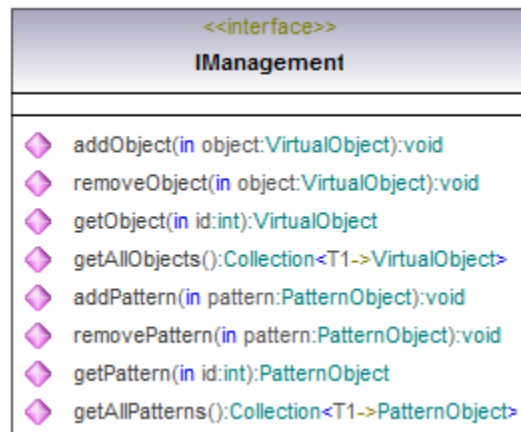 <<interface>>
IManagement
addObject(in object:VirtualObject):void
removeObject(in object:VirtualObject):void
getObject(in id:int):VirtualObject
getAllObjects():Collection<T1->VirtualObject>
addPattern(in pattern:PatternObject):void
removePattern(in pattern:PatternObject):void
getPattern(in id:int):PatternObject
getAllPatterns():Collection<T1->PatternObject>